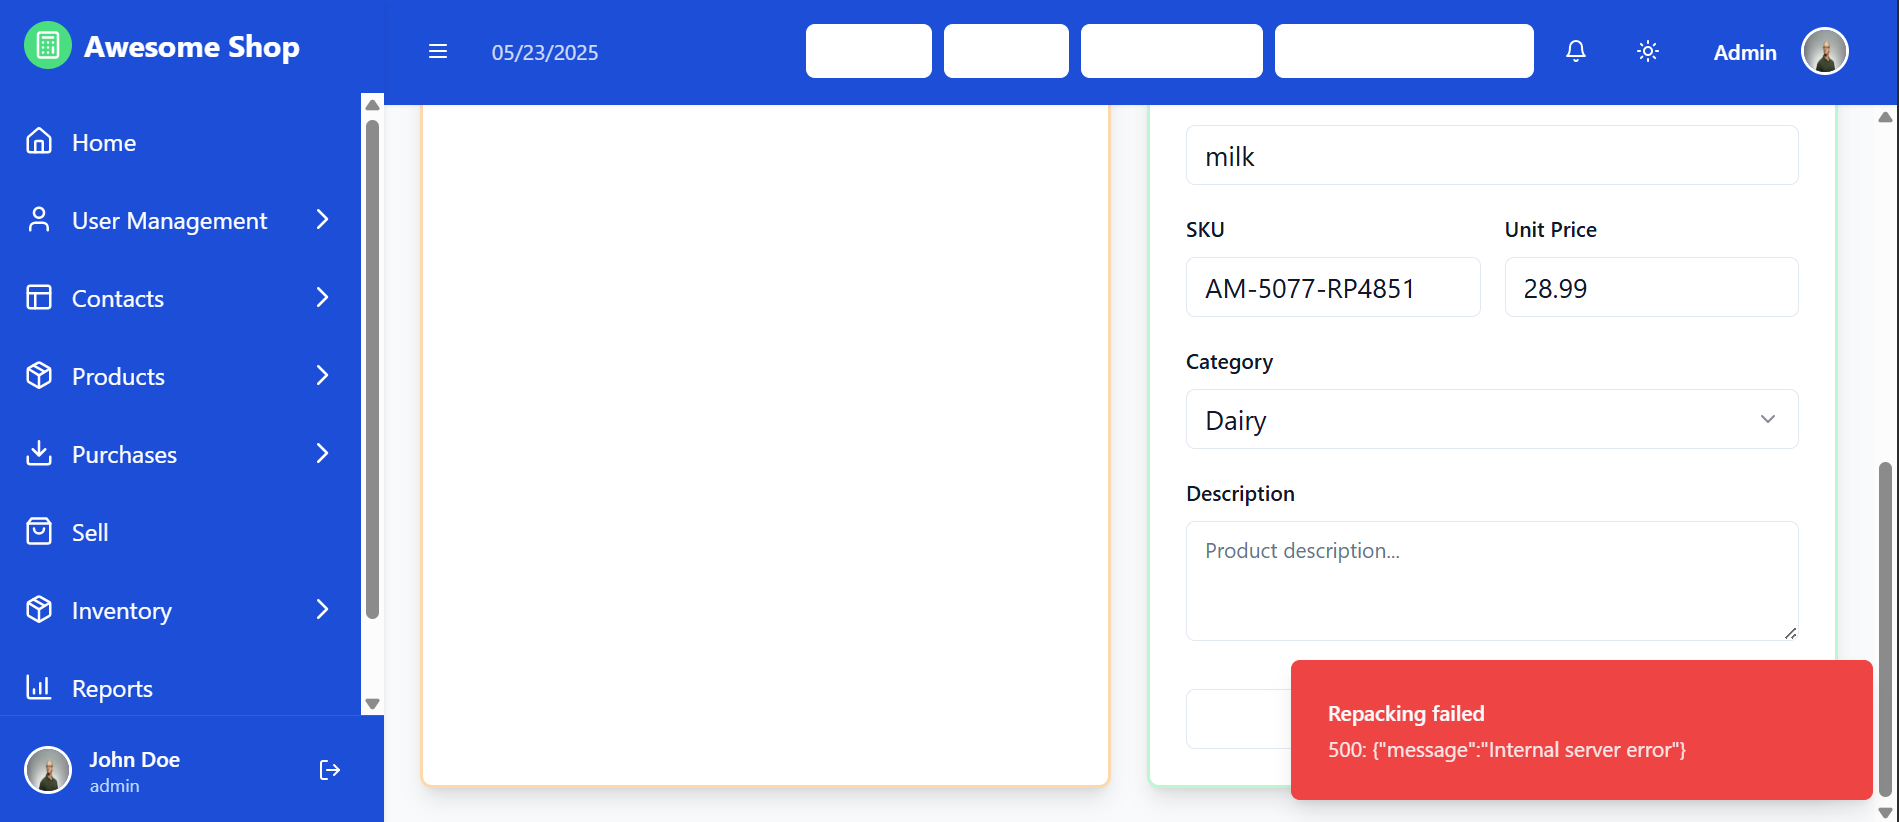 Awesome Shop
05/23/2025
Admin
Home
User Management
Contacts
Products
Purchases
Sell
Inventory
Reports
John Doe
admin
milk
SKU
Unit Price
AM-5077-RP4851
28.99
Category
Dairy
Description
Product description...
Repacking failed
500: {"message":"Internal server error"}